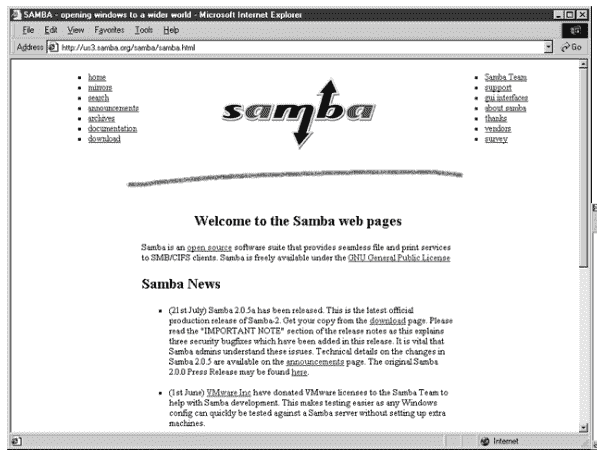 SAMBA - opening windows to a wider world - Microsoft Internet Explorer
File Edit View Favorites Tools Help
Address http://us3.samba.org/samba/samba.html Go
home
mirrors
search
announcements
archives
documentation
download
samba
Samba Team
support
gui interfaces
about samba
thanks
vendors
survey
Welcome to the Samba web pages
Samba is an open source software suite that provides seamless file and print services
to SMB/CIFS clients. Samba is freely available under the GNU General Public License
Samba News
(21st July) Samba 2.0.5a has been released. This is the latest official
production release of Samba-2. Get your copy from the download page. Please
read the "IMPORTANT NOTE" section of the release notes as this explains
three security bugfixes which have been added in this release. It is vital that
Samba admins understand these issues. Technical details on the changes in
Samba 2.0.5 are available on the announcements page. The original Samba
2.0.0 Press Release may be found here.
(1st June) VMware Inc have donated VMware licenses to the Samba Team to
help with Samba development. This makes testing easier as any Windows
config can quickly be tested against a Samba server without setting up extra
machines.
Internet